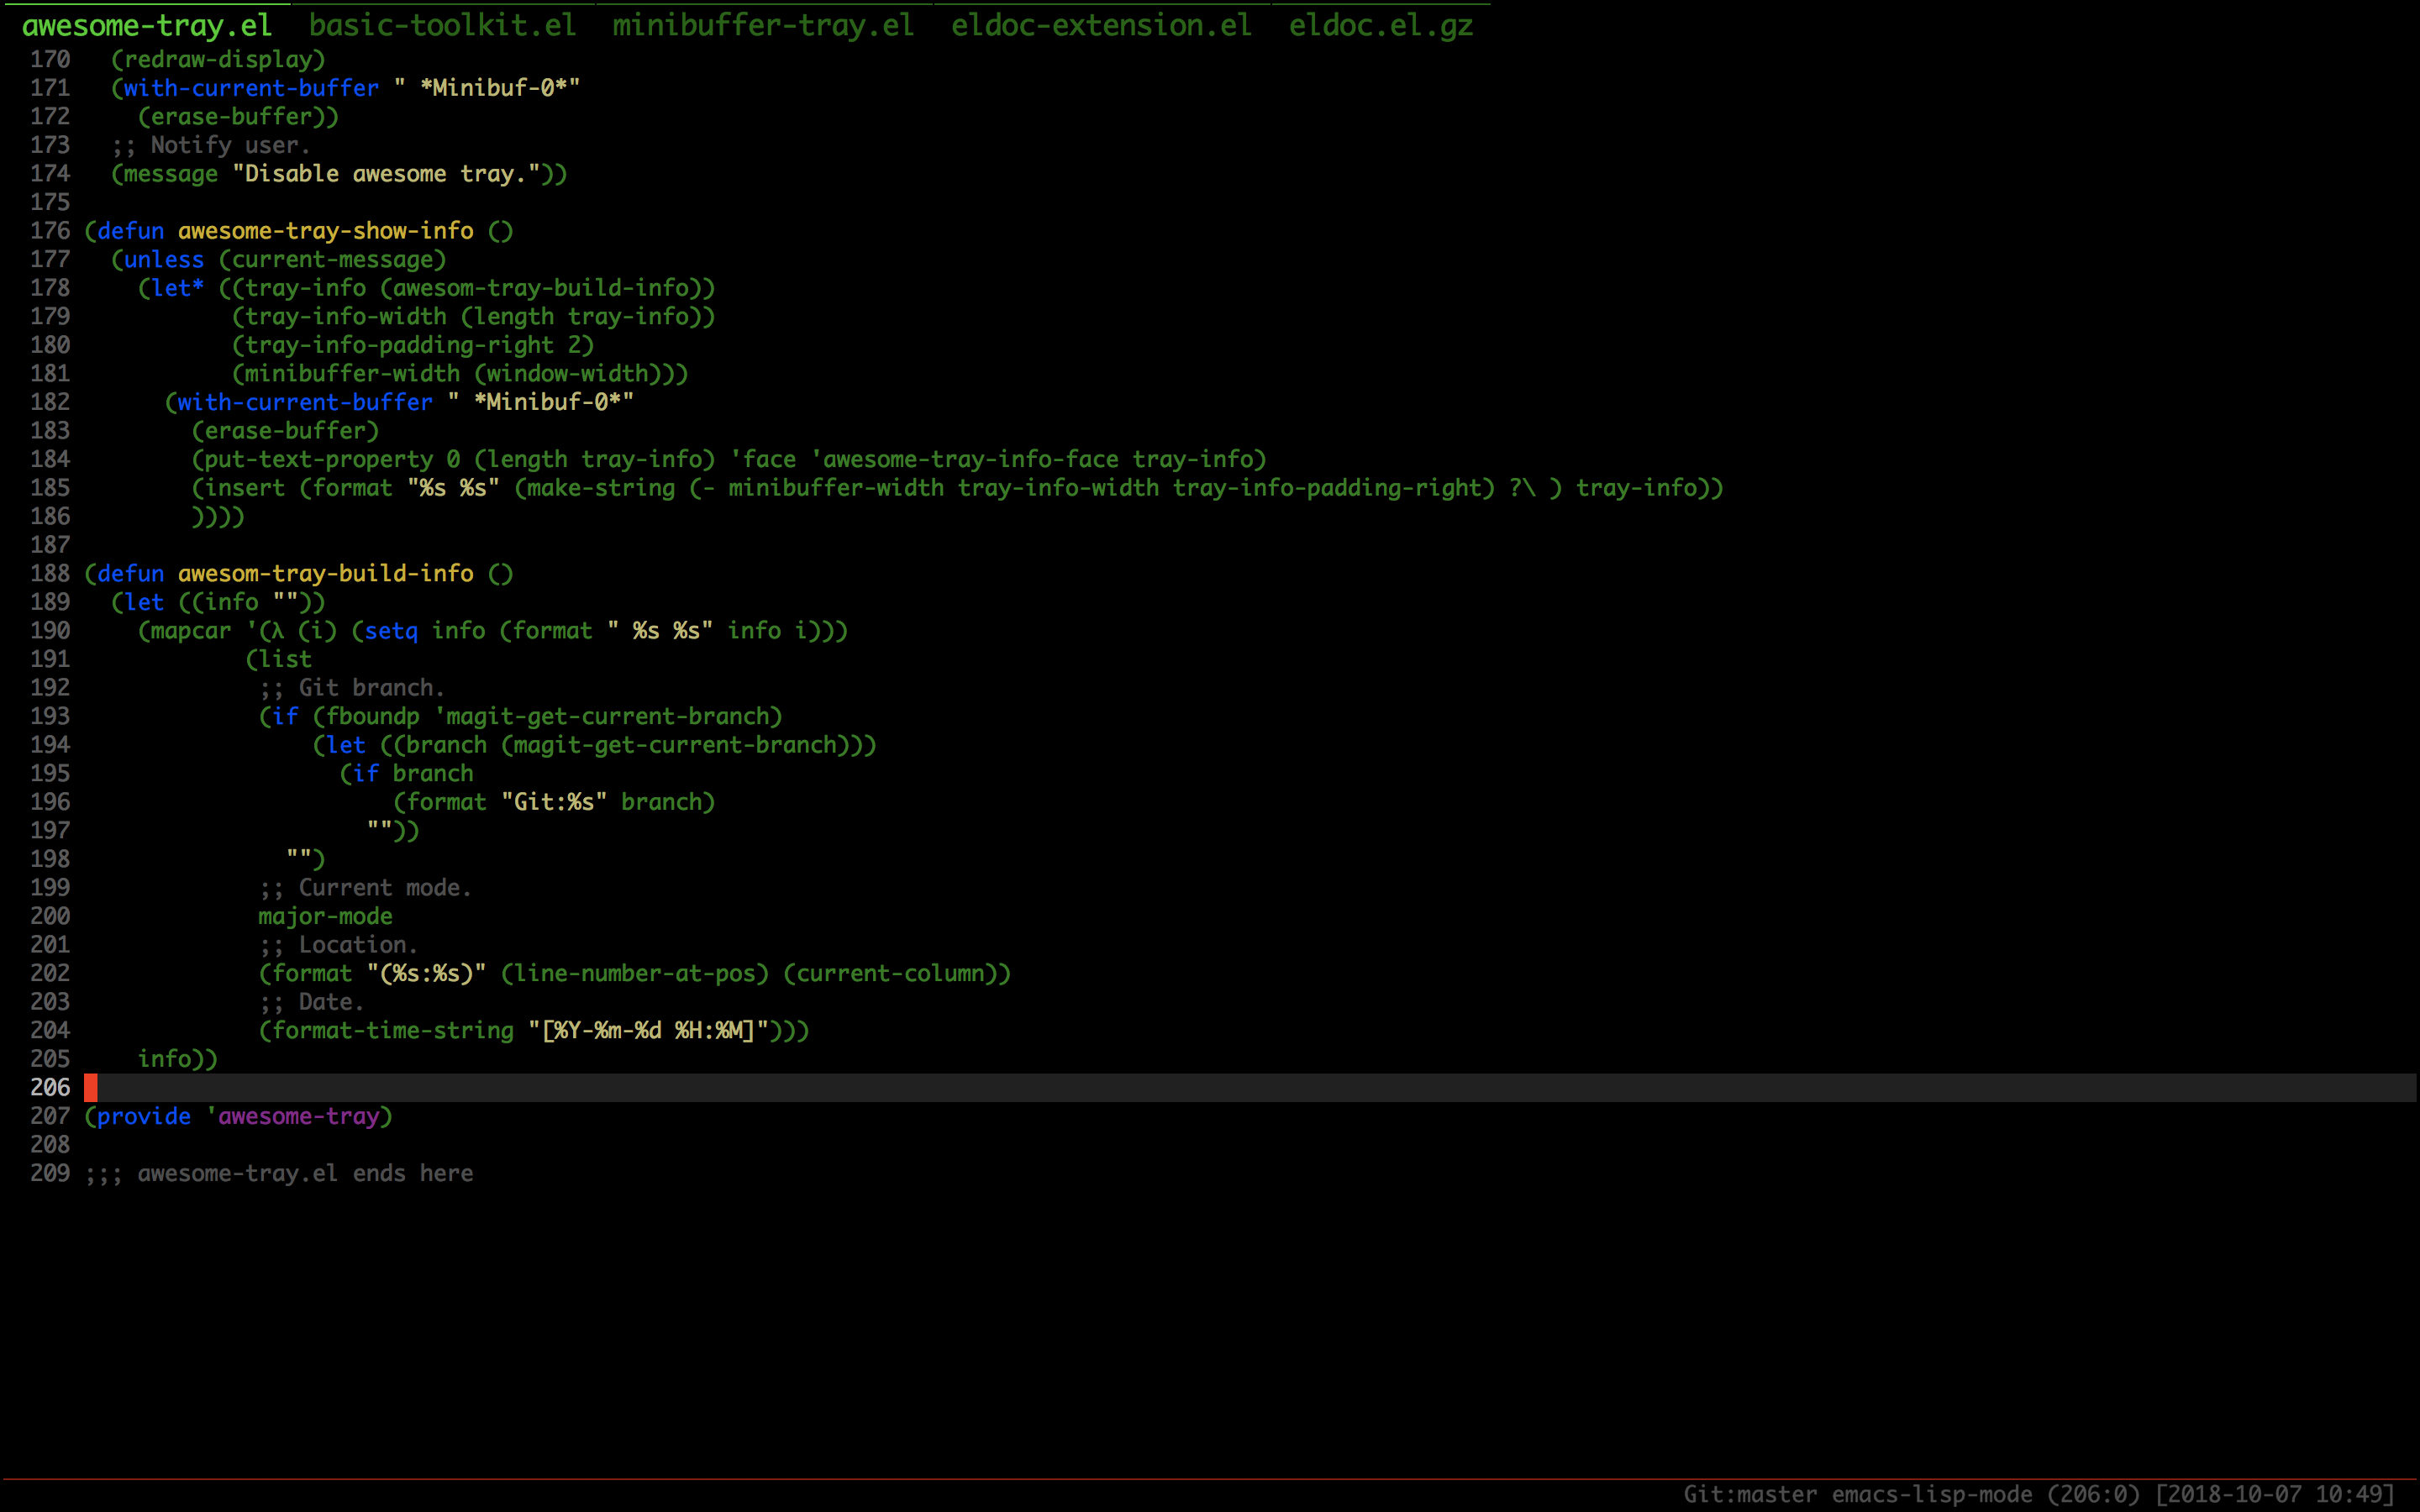 awesome-tray.el basic-toolkit.el minibuffer-tray.el eldoc-extension.el eldoc.el.gz
170   (redraw-display)
171   (with-current-buffer " *Minibuf-0*"
172     (erase-buffer))
173   ;; Notify user.
174   (message "Disable awesome tray."))
175
176 (defun awesome-tray-show-info ()
177   (unless (current-message)
178     (let* ((tray-info (awesom-tray-build-info))
179            (tray-info-width (length tray-info))
180            (tray-info-padding-right 2)
181            (minibuffer-width (window-width)))
182       (with-current-buffer " *Minibuf-0*"
183         (erase-buffer)
184         (put-text-property 0 (length tray-info) 'face 'awesome-tray-info-face tray-info)
185         (insert (format "%s %s" (make-string (- minibuffer-width tray-info-width tray-info-padding-right) ?\ ) tray-info))
186         ))))
187
188 (defun awesom-tray-build-info ()
189   (let ((info ""))
190     (mapcar '(λ (i) (setq info (format " %s %s" info i)))
191             (list
192              ;; Git branch.
193              (if (fboundp 'magit-get-current-branch)
194                  (let ((branch (magit-get-current-branch)))
195                    (if branch
196                        (format "Git:%s" branch)
197                      ""))
198                "")
199              ;; Current mode.
200              major-mode
201              ;; Location.
202              (format "(%s:%s)" (line-number-at-pos) (current-column))
203              ;; Date.
204              (format-time-string "[%Y-%m-%d %H:%M]")))
205     info))
206
207 (provide 'awesome-tray)
208
209 ;;; awesome-tray.el ends here
Git:master emacs-lisp-mode (206:0) [2018-10-07 10:49]